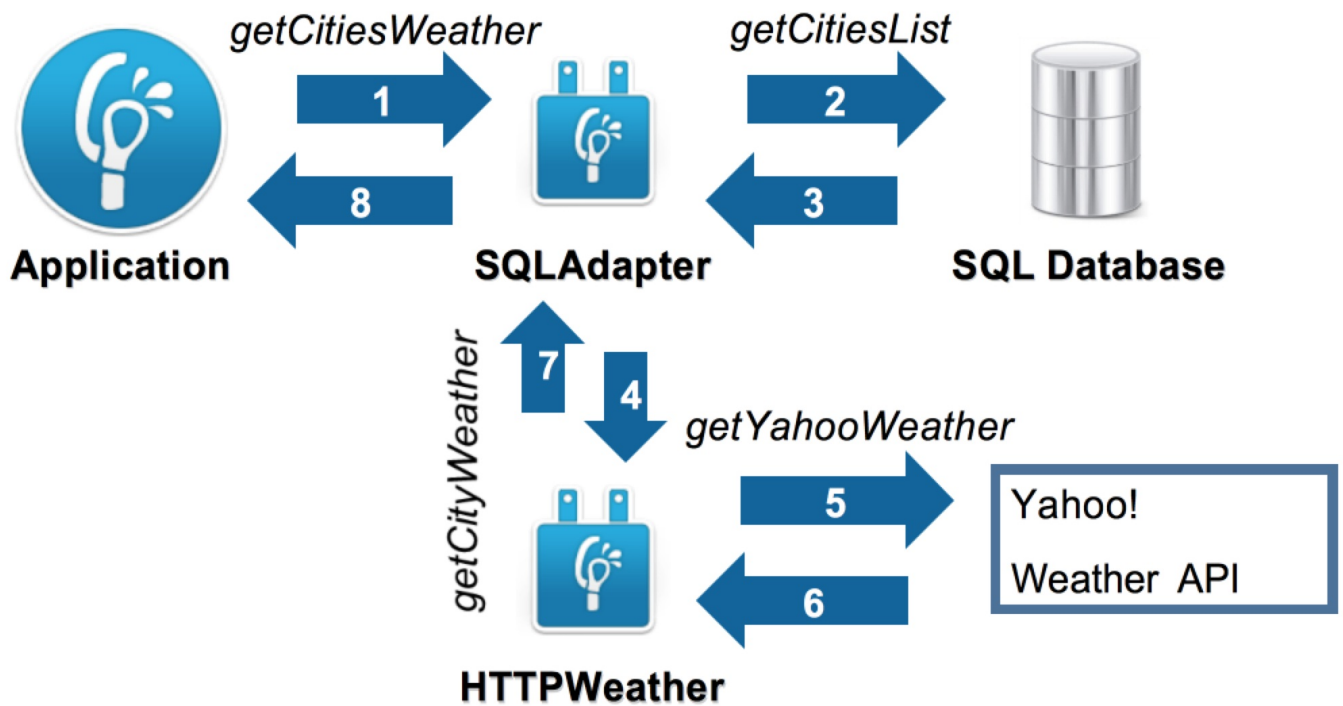 getCitiesWeather
getCitiesList
1
2
8
3
Application
SQLAdapter
SQL Database
getCityWeather
7
4
getYahooWeather
5
Yahoo!
Weather API
6
HTTPWeather